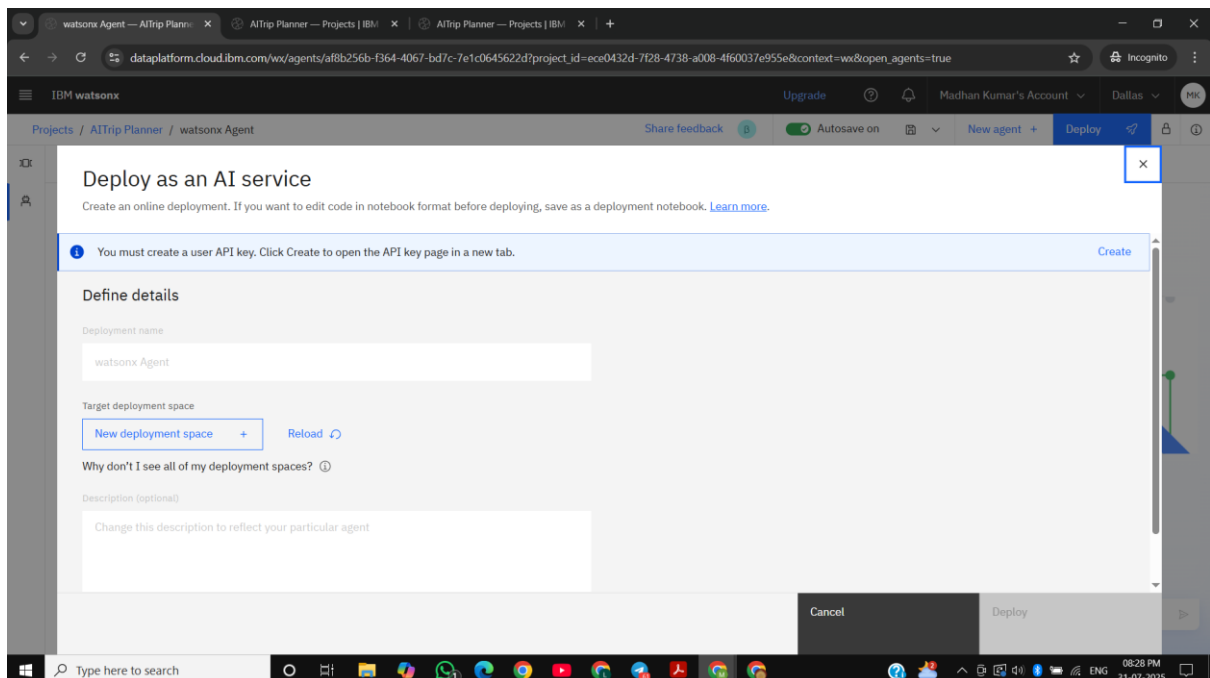 watsonx Agent — AITrip Planne
AITrip Planner — Projects | IBM
AITrip Planner — Projects | IBM
dataplatform.cloud.ibm.com/wx/agents/af8b256b-f364-4067-bd7c-7e1c0645622d?project_id=ece0432d-7f28-4738-a008-4f60037e955e&context=wx&open_agents=true
Incognito
IBM watsonx
Upgrade
Madhan Kumar's Account
Dallas
MK
Projects / AITrip Planner / watsonx Agent
Share feedback
β
Autosave on
New agent +
Deploy
Deploy as an AI service
Create an online deployment. If you want to edit code in notebook format before deploying, save as a deployment notebook. Learn more.
You must create a user API key. Click Create to open the API key page in a new tab.
Create
Define details
Deployment name
watsonx Agent
Target deployment space
New deployment space +
Reload
Why don't I see all of my deployment spaces?
Description (optional)
Change this description to reflect your particular agent
Cancel
Deploy
Type here to search
ENG
08:28 PM
31-07-2025